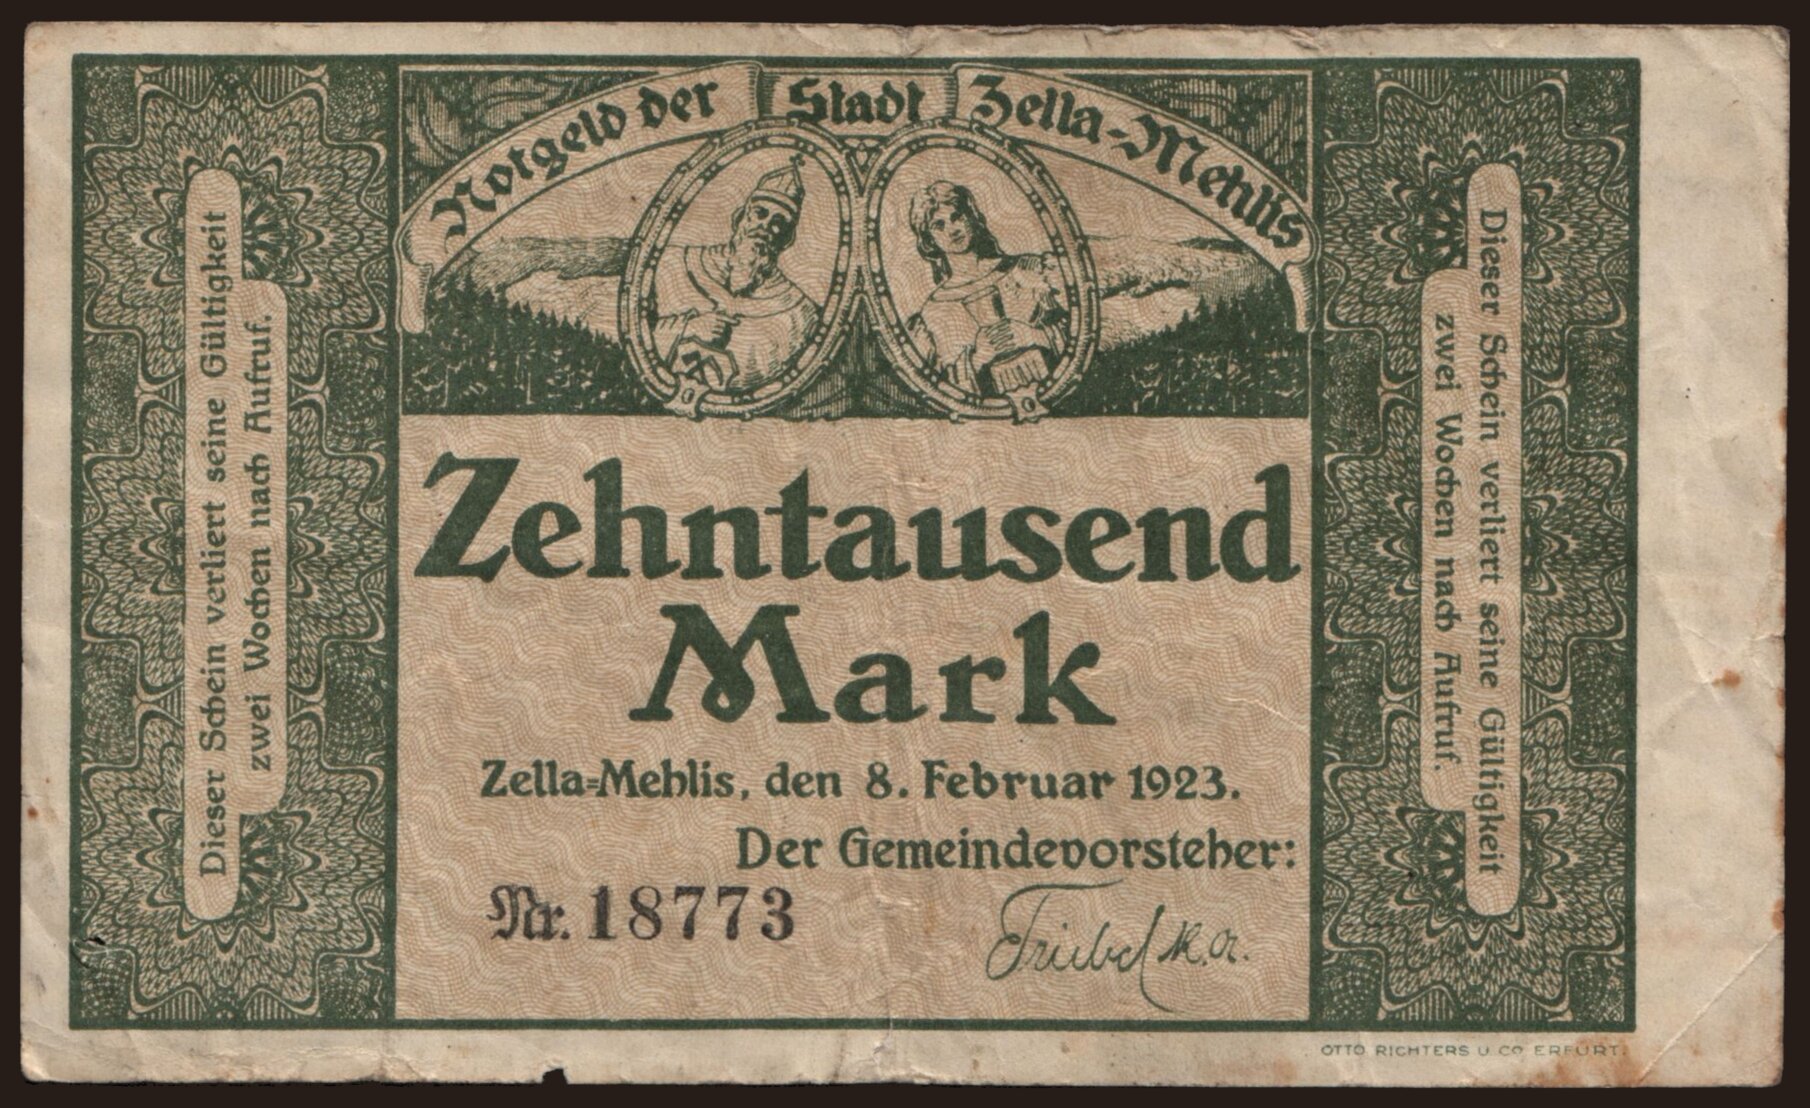 Notgeld der Stadt Zella-Mehlis
Dieser Schein verliert seine Gültigkeit
zwei Wochen nach Aufruf.
Zehntausend
Mark
Zella-Mehlis, den 8. Februar 1923.
Der Gemeindevorsteher:
Nr. 18773
Triebel
Dieser Schein verliert seine Gültigkeit
zwei Wochen nach Aufruf.
OTTO RICHTERS U. CO ERFURT.